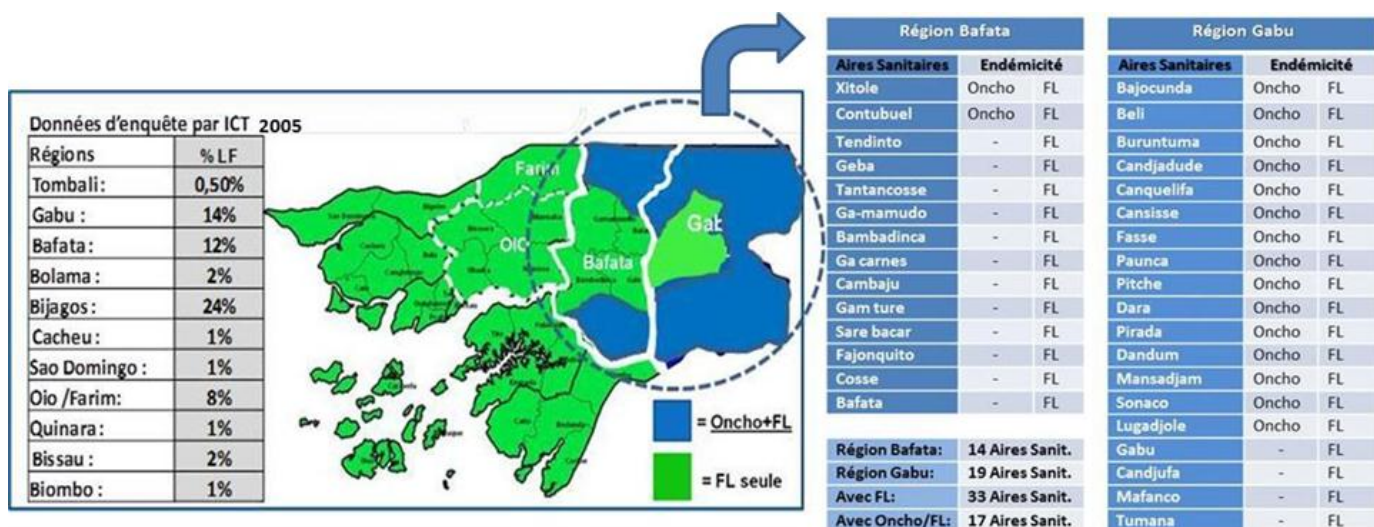 Données d'enquête par ICT 2005
Régions % LF
Tombali: 0,50%
Gabu : 14%
Bafata: 12%
Bolama : 2%
Bijagos : 24%
Cacheu : 1%
Sao Domingo : 1%
Oio /Farim: 8%
Quinara : 1%
Bissau : 2%
Biombo : 1%
Farim
OIO
Bafata
Gab
= Oncho+FL
= FL seule
Région Bafata
Aires Sanitaires Endémicité
Xitole Oncho FL
Contubuel Oncho FL
Tendinto - FL
Geba - FL
Tantancosse - FL
Ga-mamudo - FL
Bambadinca - FL
Ga carnes - FL
Cambaju - FL
Gam ture - FL
Sare bacar - FL
Fajonquito - FL
Cosse - FL
Bafata - FL
Région Bafata: 14 Aires Sanit.
Région Gabu: 19 Aires Sanit.
Avec FL: 33 Aires Sanit.
Avec Oncho/FL: 17 Aires Sanit.
Région Gabu
Aires Sanitaires Endémicité
Bajocunda Oncho FL
Beli Oncho FL
Buruntuma Oncho FL
Candjadude Oncho FL
Canquelifa Oncho FL
Cansisse Oncho FL
Fasse Oncho FL
Paunca Oncho FL
Pitche Oncho FL
Dara Oncho FL
Pirada Oncho FL
Dandum Oncho FL
Mansadjam Oncho FL
Sonaco Oncho FL
Lugadjole Oncho FL
Gabu - FL
Candjufa - FL
Mafanco - FL
Tumana - FL